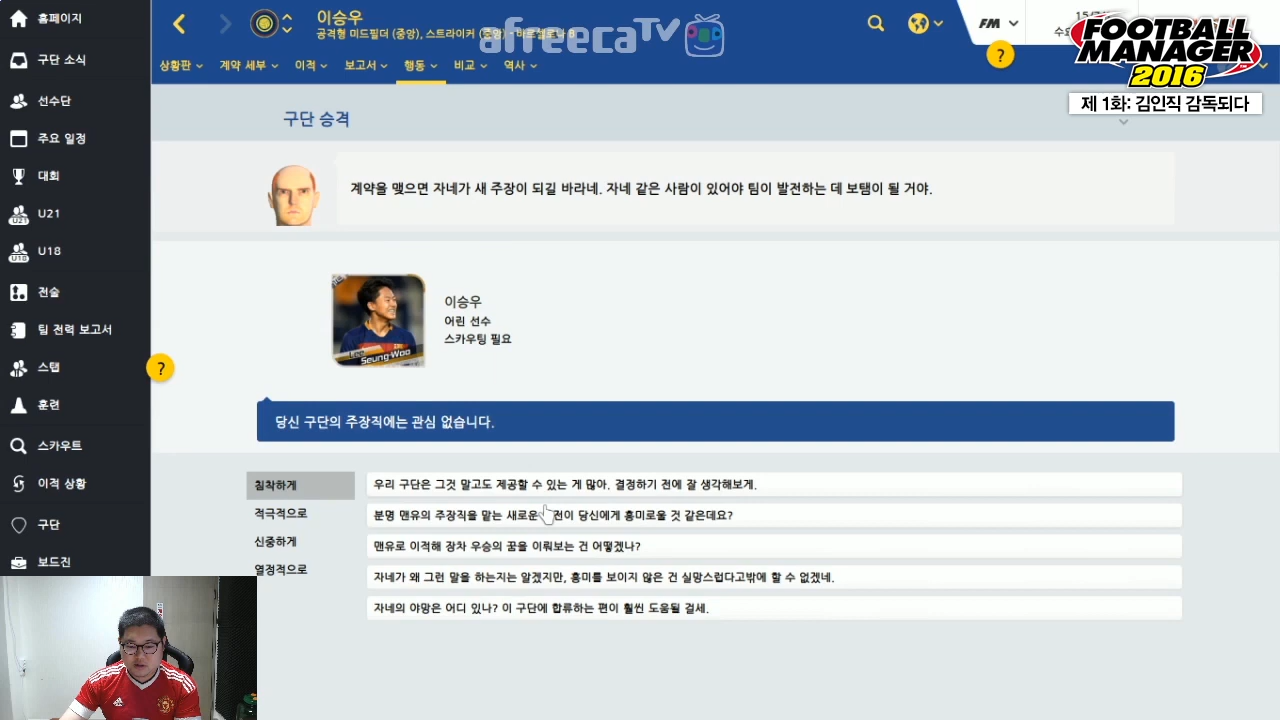 홈페이지
구단 소식
선수단
주요 일정
대회
U21
U18
전술
팀 전력 보고서
스탭
훈련
스카우트
이적 상황
구단
보드진
이승우
공격형 미드필더 (중앙), 스트라이커 (중앙) - 바르셀로나 B
afreecaTV
FM
FOOTBALL
MANAGER
2016
제 1화: 김인직 감독되다
상황판
계약 세부
이적
보고서
행동
비교
역사
구단 승격
계약을 맺으면 자네가 새 주장이 되길 바라네. 자네 같은 사람이 있어야 팀이 발전하는 데 보탬이 될 거야.
Lee
Seung-Woo
이승우
어린 선수
스카우팅 필요
당신 구단의 주장직에는 관심 없습니다.
침착하게
적극적으로
신중하게
열정적으로
우리 구단은 그것 말고도 제공할 수 있는 게 많아. 결정하기 전에 잘 생각해보게.
분명 맨유의 주장직을 맡는 새로운 전이 당신에게 흥미로울 것 같은데요?
맨유로 이적해 장차 우승의 꿈을 이뤄보는 건 어떻겠나?
자네가 왜 그런 말을 하는지는 알겠지만, 흥미를 보이지 않은 건 실망스럽다고밖에 할 수 없겠네.
자네의 야망은 어디 있나? 이 구단에 합류하는 편이 훨씬 도움될 걸세.